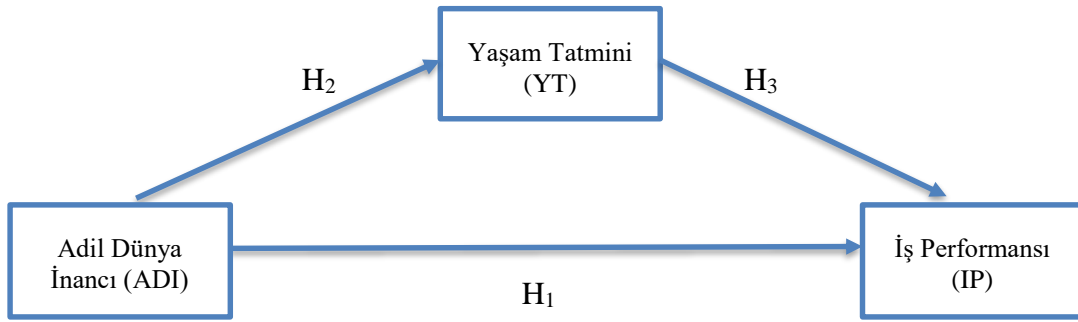 Yaşam Tatmini
(YT)
H₂
H₃
Adil Dünya
İnancı (ADI)
İş Performansı
(IP)
H₁